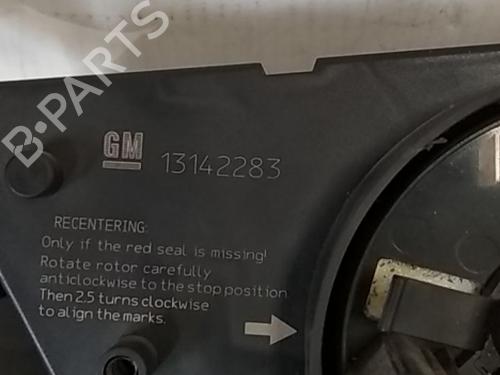 B-PARTS
GM 13142283
RECENTERING:
Only if the red seal is missing!
Rotate rotor carefully
anticlockwise to the stop position.
Then 2.5 turns clockwise
to align the marks.